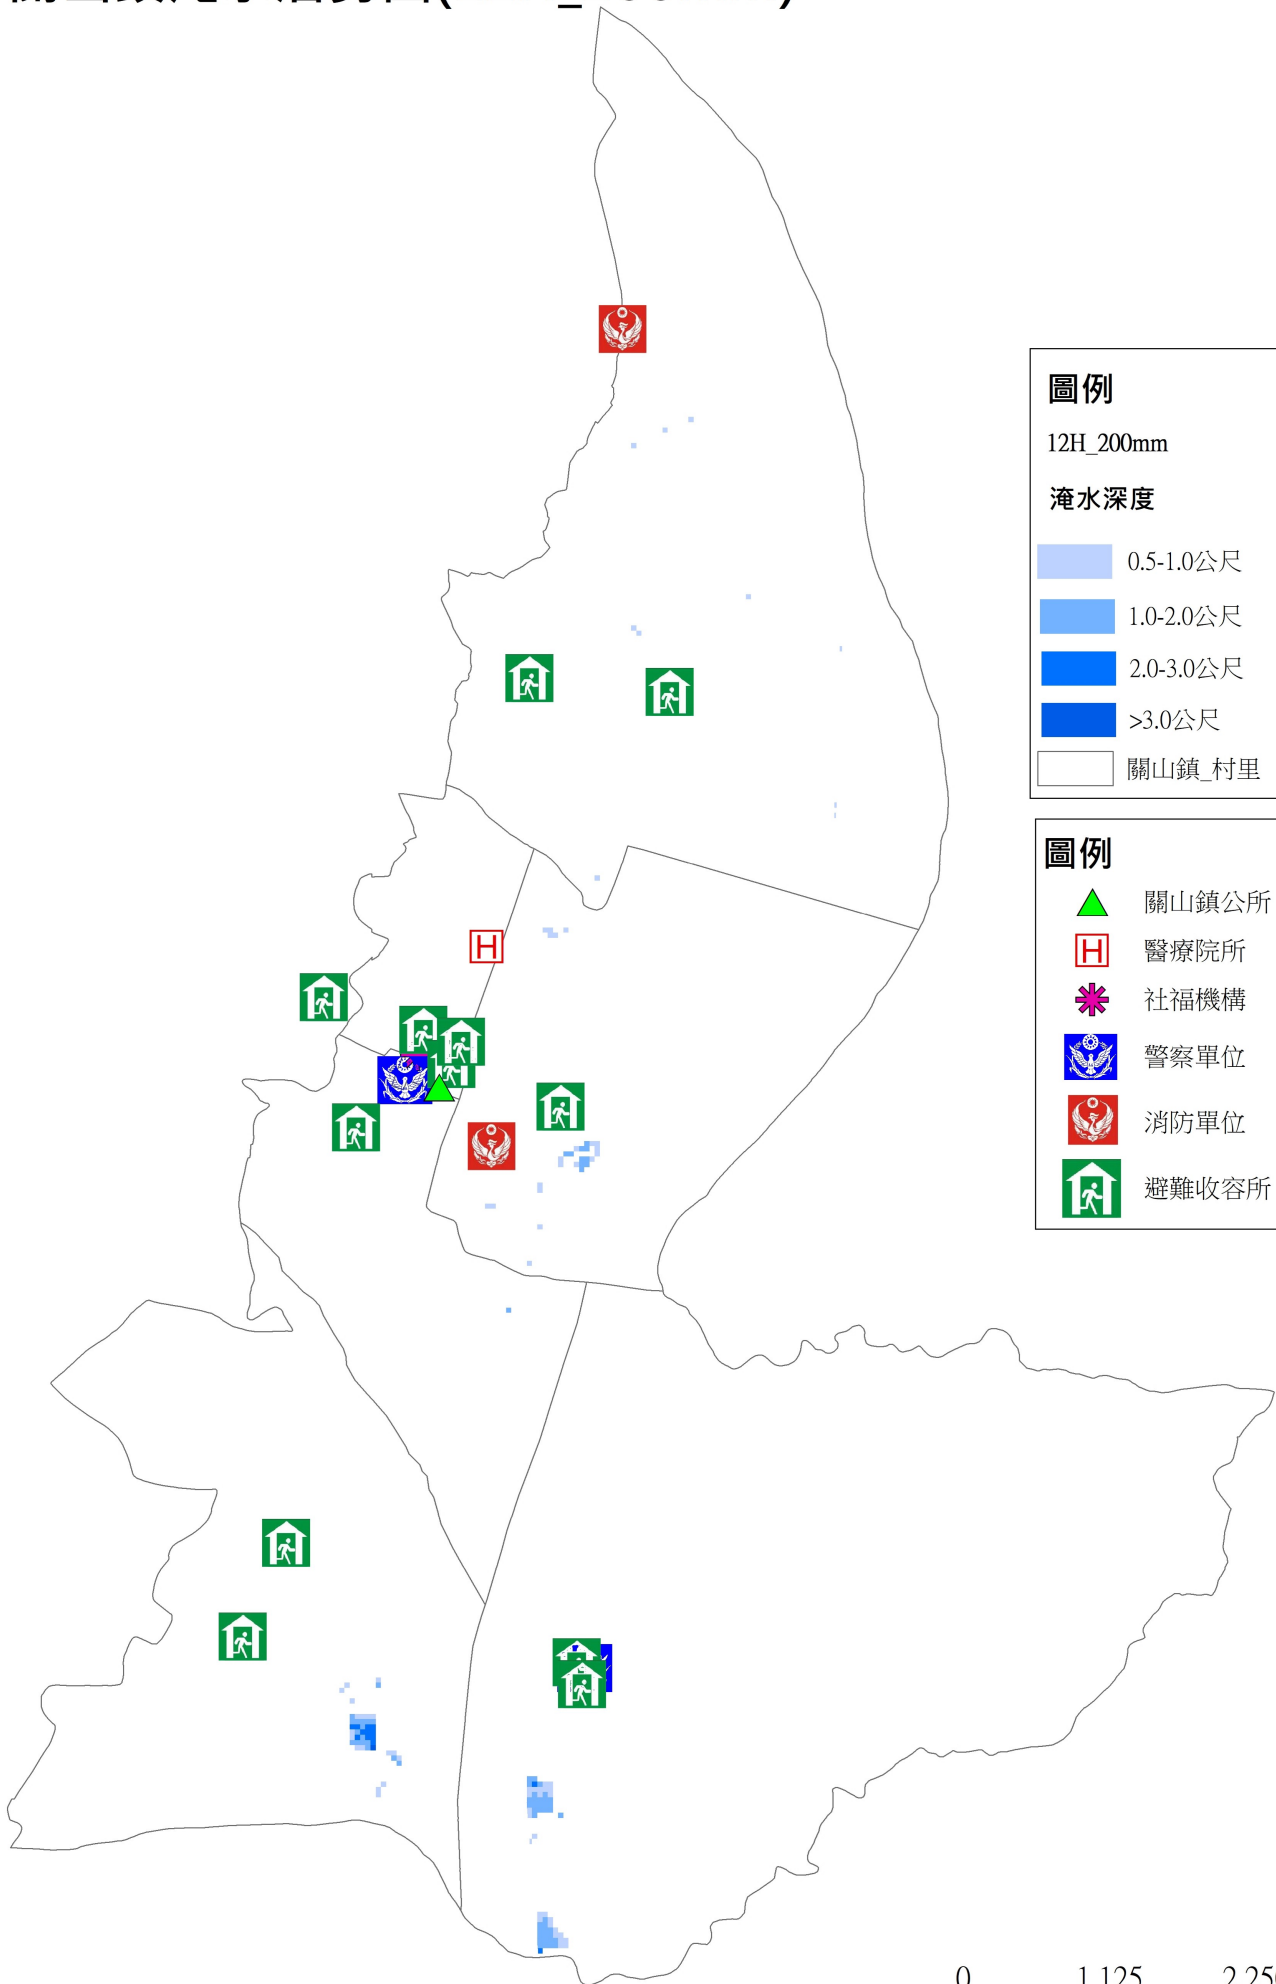 圖例
12H_200mm
淹水深度
0.5-1.0公尺
1.0-2.0公尺
2.0-3.0公尺
>3.0公尺
關山鎮_村里
圖例
關山鎮公所
H 醫療院所
社福機構
警察單位
消防單位
避難收容所
H
0 1,125